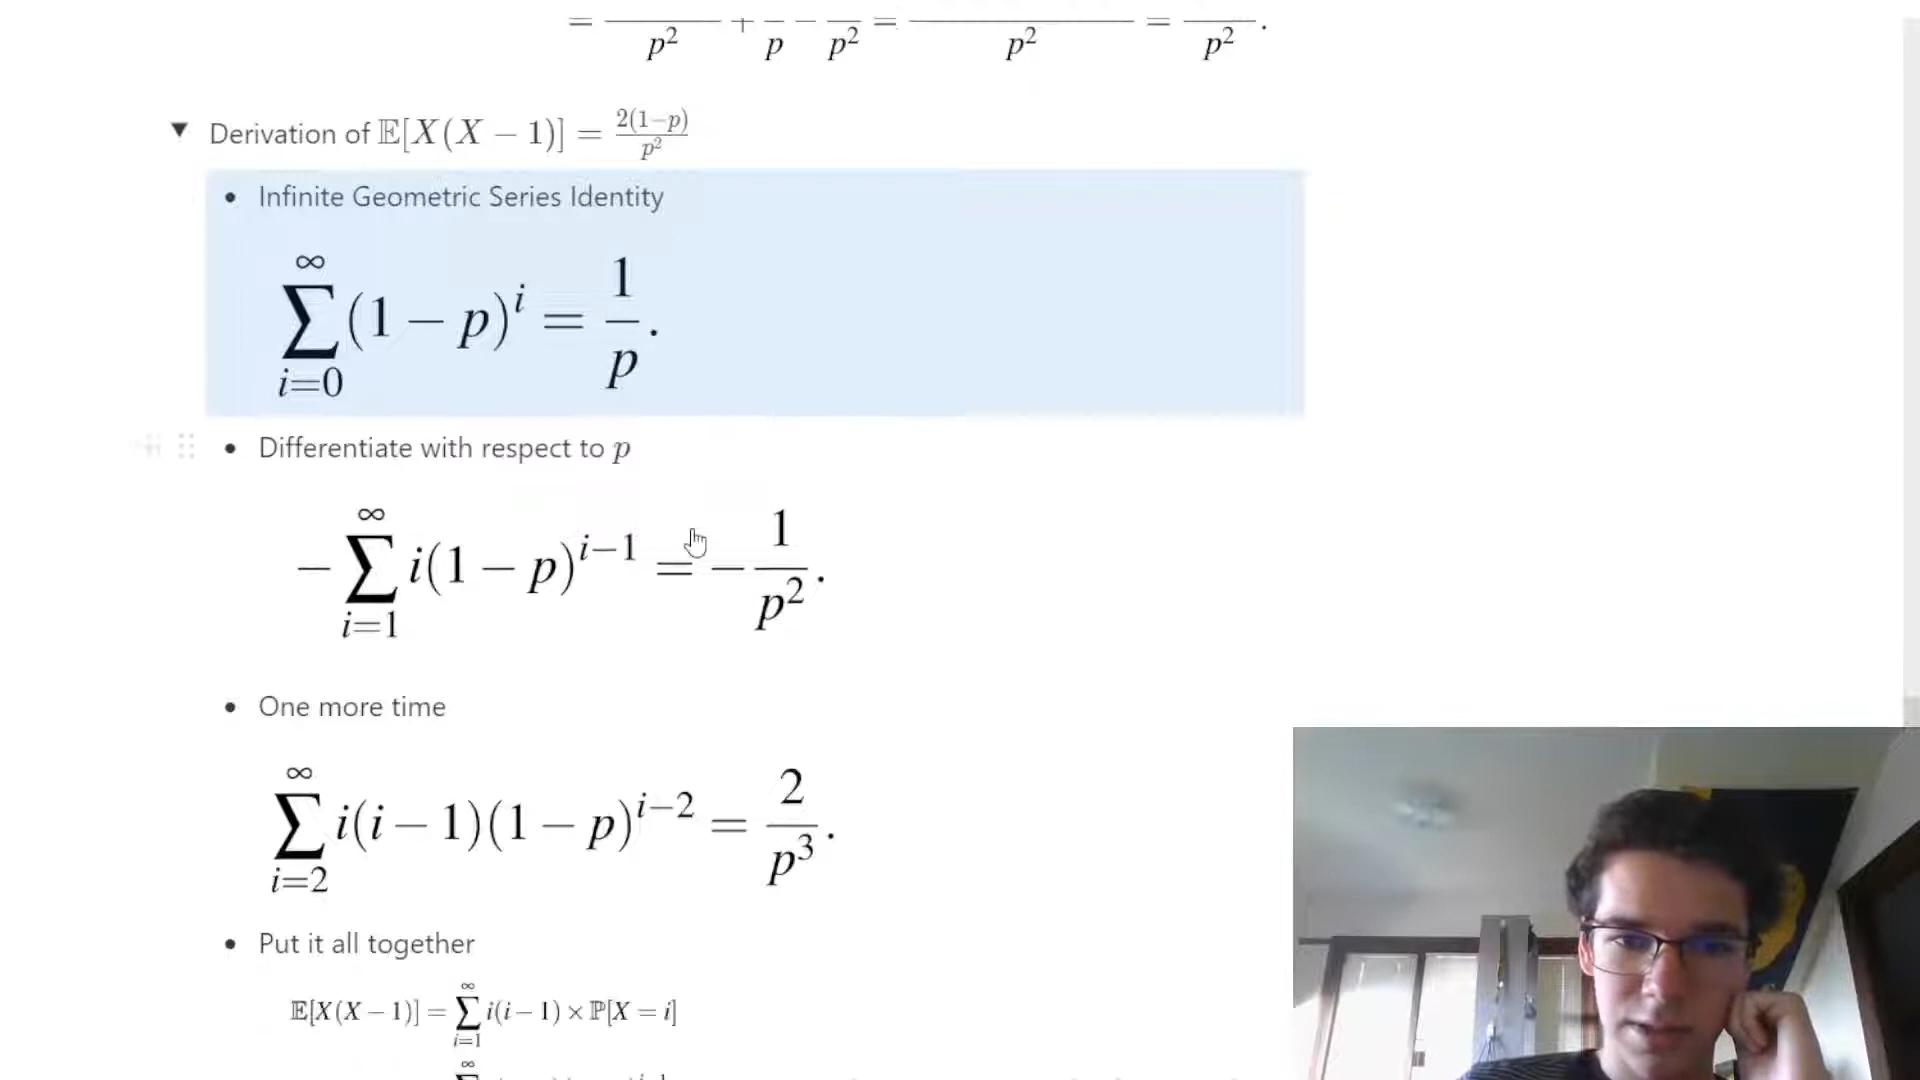 = ―/p² + ―/p − ―/p² = ―/p² = ―/p².
▼ Derivation of 𝔼[X(X − 1)] = 2(1−p)/p²
• Infinite Geometric Series Identity
∑_{i=0}^{∞} (1 − p)^i = 1/p.
• Differentiate with respect to p
− ∑_{i=1}^{∞} i(1 − p)^{i−1} = − 1/p².
• One more time
∑_{i=2}^{∞} i(i − 1)(1 − p)^{i−2} = 2/p³.
• Put it all together
𝔼[X(X − 1)] = ∑_{i=1}^{∞} i(i − 1) × ℙ[X = i]